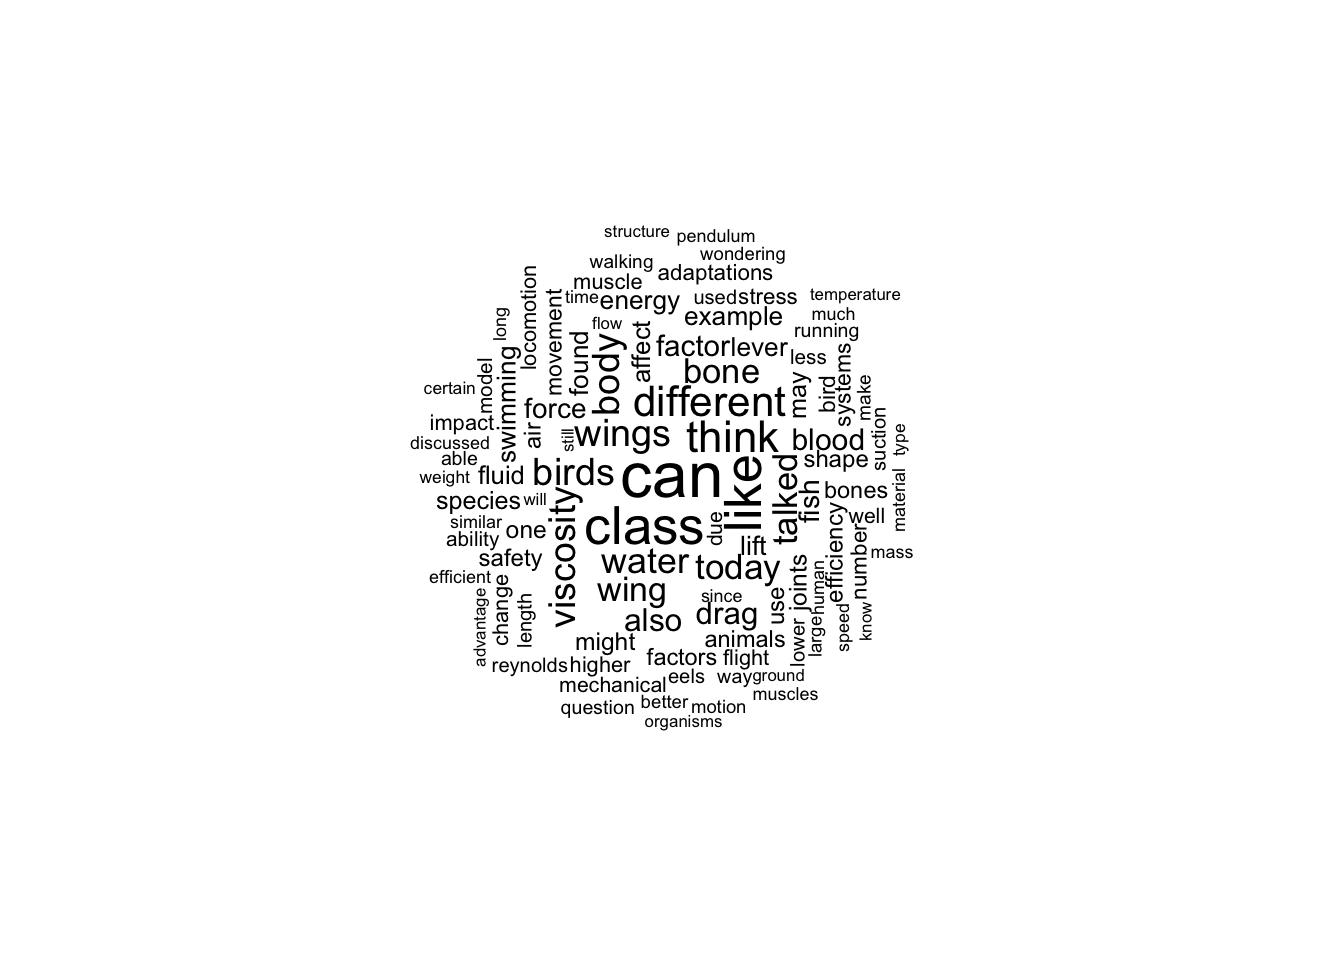 structure
pendulum
wondering
walking
adaptations
muscle
time
energy
used
stress
temperature
locomotion
movement
long
flow
example
much
running
found
body
affect
factor
lever
less
model
swimming
bone
certain
different
may
bird
systems
make
force
impact
air
still
wings
think
blood
suction
type
discussed
able
shape
weight
fluid
birds
can
like
talked
fish
bones
material
species
will
viscosity
class
due
well
similar
ability
one
lift
efficiency
number
mass
safety
water
today
efficient
wing
since
use
joints
human
advantage
change
length
also
drag
lower
large
speed
know
might
animals
reynolds
higher
factors
flight
mechanical
eels
way
ground
question
better
motion
muscles
organisms